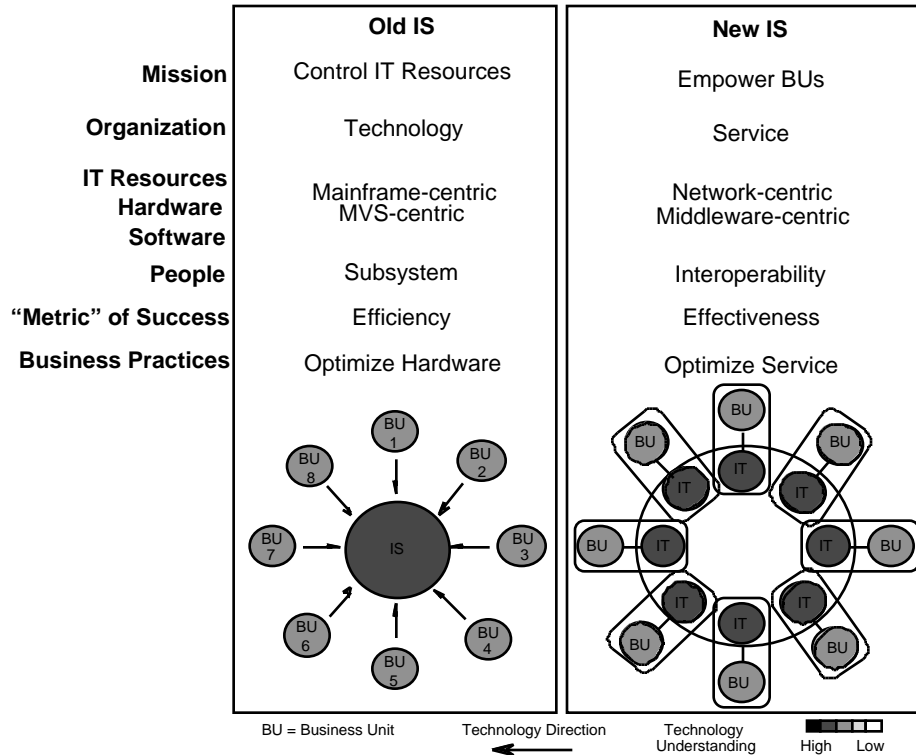 Old IS
New IS
Mission
Control IT Resources
Empower BUs
Organization
Technology
Service
IT Resources
Hardware
Mainframe-centric
Network-centric
Software
MVS-centric
Middleware-centric
People
Subsystem
Interoperability
“Metric” of Success
Efficiency
Effectiveness
Business Practices
Optimize Hardware
Optimize Service
BU
1
BU
2
BU
3
BU
4
BU
5
BU
6
BU
7
BU
8
IS
BU
IT
BU
IT
IT
BU
IT
BU
IT
BU
IT
BU
IT
BU
IT
BU
BU = Business Unit
Technology Direction
Technology
Understanding
High
Low